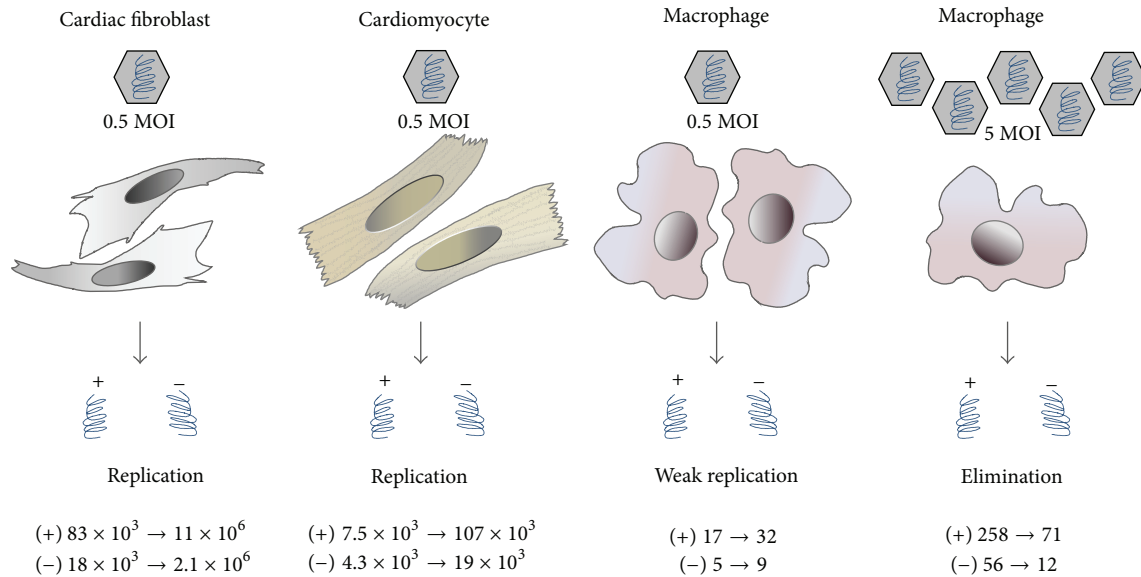 Cardiac fibroblast
0.5 MOI
+ −
Replication
(+) 83 × 10³ → 11 × 10⁶
(−) 18 × 10³ → 2.1 × 10⁶
Cardiomyocyte
0.5 MOI
+ −
Replication
(+) 7.5 × 10³ → 107 × 10³
(−) 4.3 × 10³ → 19 × 10³
Macrophage
0.5 MOI
+ −
Weak replication
(+) 17 → 32
(−) 5 → 9
Macrophage
5 MOI
+ −
Elimination
(+) 258 → 71
(−) 56 → 12